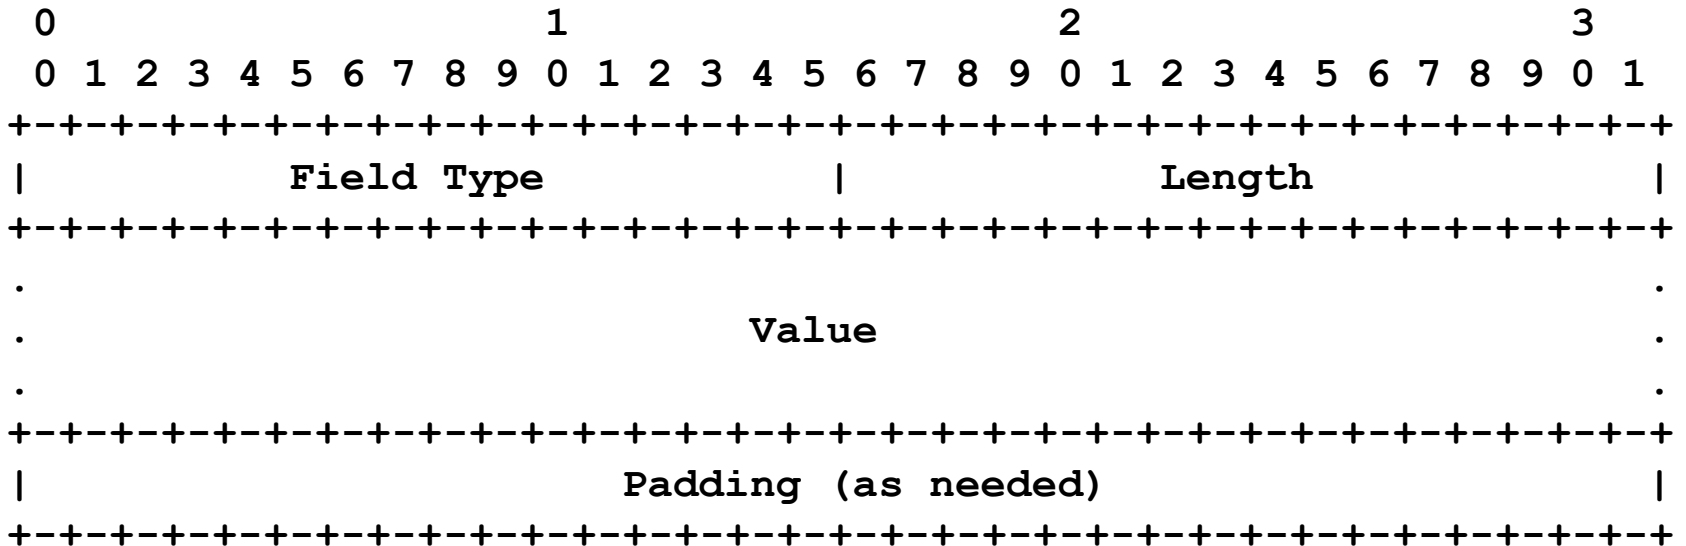 0                   1                   2                   3
 0 1 2 3 4 5 6 7 8 9 0 1 2 3 4 5 6 7 8 9 0 1 2 3 4 5 6 7 8 9 0 1
+-+-+-+-+-+-+-+-+-+-+-+-+-+-+-+-+-+-+-+-+-+-+-+-+-+-+-+-+-+-+-+-+
|          Field Type           |            Length             |
+-+-+-+-+-+-+-+-+-+-+-+-+-+-+-+-+-+-+-+-+-+-+-+-+-+-+-+-+-+-+-+-+
.                                                               .
.                            Value                              .
.                                                               .
+-+-+-+-+-+-+-+-+-+-+-+-+-+-+-+-+-+-+-+-+-+-+-+-+-+-+-+-+-+-+-+-+
|                       Padding (as needed)                     |
+-+-+-+-+-+-+-+-+-+-+-+-+-+-+-+-+-+-+-+-+-+-+-+-+-+-+-+-+-+-+-+-+